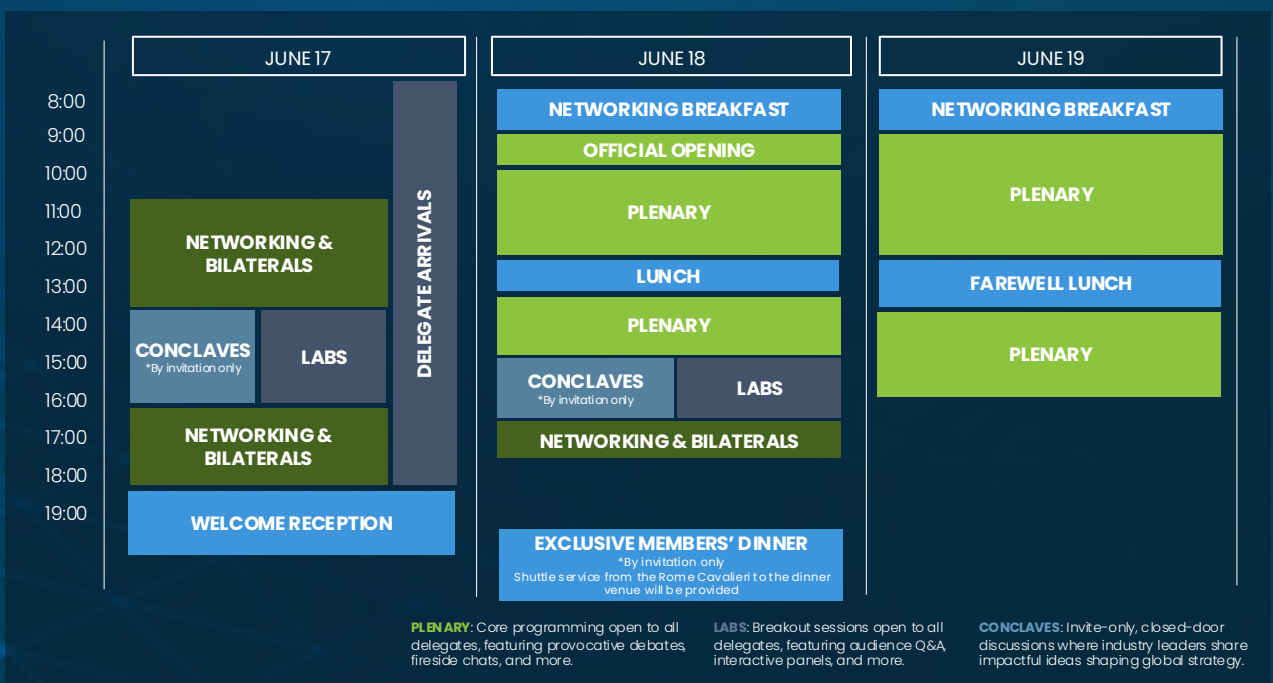 JUNE 17
JUNE 18
JUNE 19
8:00
9:00
10:00
11:00
12:00
13:00
14:00
15:00
16:00
17:00
18:00
19:00
NETWORKING &
BILATERALS
CONCLAVES
*By invitation only
LABS
NETWORKING &
BILATERALS
DELEGATE ARRIVALS
WELCOME RECEPTION
NETWORKING BREAKFAST
OFFICIAL OPENING
PLENARY
LUNCH
PLENARY
CONCLAVES
*By invitation only
LABS
NETWORKING & BILATERALS
EXCLUSIVE MEMBERS’ DINNER
*By invitation only
Shuttle service from the Rome Cavalieri to the dinner
venue will be provided
NETWORKING BREAKFAST
PLENARY
FAREWELL LUNCH
PLENARY
PLENARY: Core programming open to all
delegates, featuring provocative debates,
fireside chats, and more.
LABS: Breakout sessions open to all
delegates, featuring audience Q&A,
interactive panels, and more.
CONCLAVES: Invite-only, closed-door
discussions where industry leaders share
impactful ideas shaping global strategy.